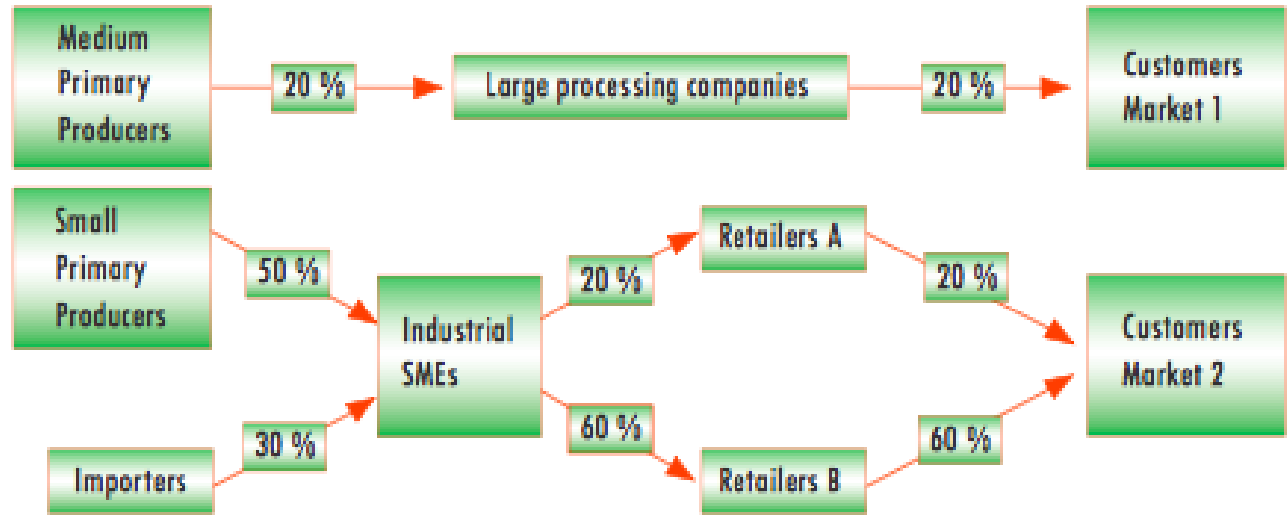 Medium
Primary
Producers
20 %
Large processing companies
20 %
Customers
Market 1
Small
Primary
Producers
50 %
Importers
30 %
Industrial
SMEs
20 %
Retailers A
20 %
60 %
Retailers B
60 %
Customers
Market 2